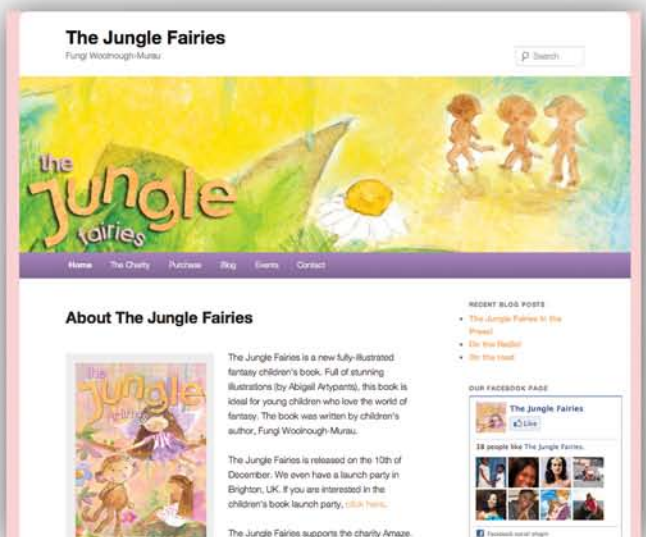 The Jungle Fairies
Fungi Woolnough-Murau
Search
the
Jungle
fairies
Home The Charity Purchase Blog Events Contact
About The Jungle Fairies
the
Jungle
fairies
The Jungle Fairies is a new fully-illustrated
fantasy children's book. Full of stunning
illustrations (by Abigail Artypants), this book is
ideal for young children who love the world of
fantasy. The book was written by children's
author, Fungi Woolnough-Murau.
The Jungle Fairies is released on the 10th of
December. We even have a launch party in
Brighton, UK. If you are interested in the
children's book launch party, click here.
The Jungle Fairies supports the charity Amaze.
RECENT BLOG POSTS
The Jungle Fairies in the
Press!
On the Radio!
OUR FACEBOOK PAGE
The Jungle Fairies
Like
38 people like The Jungle Fairies.
Facebook social plugin